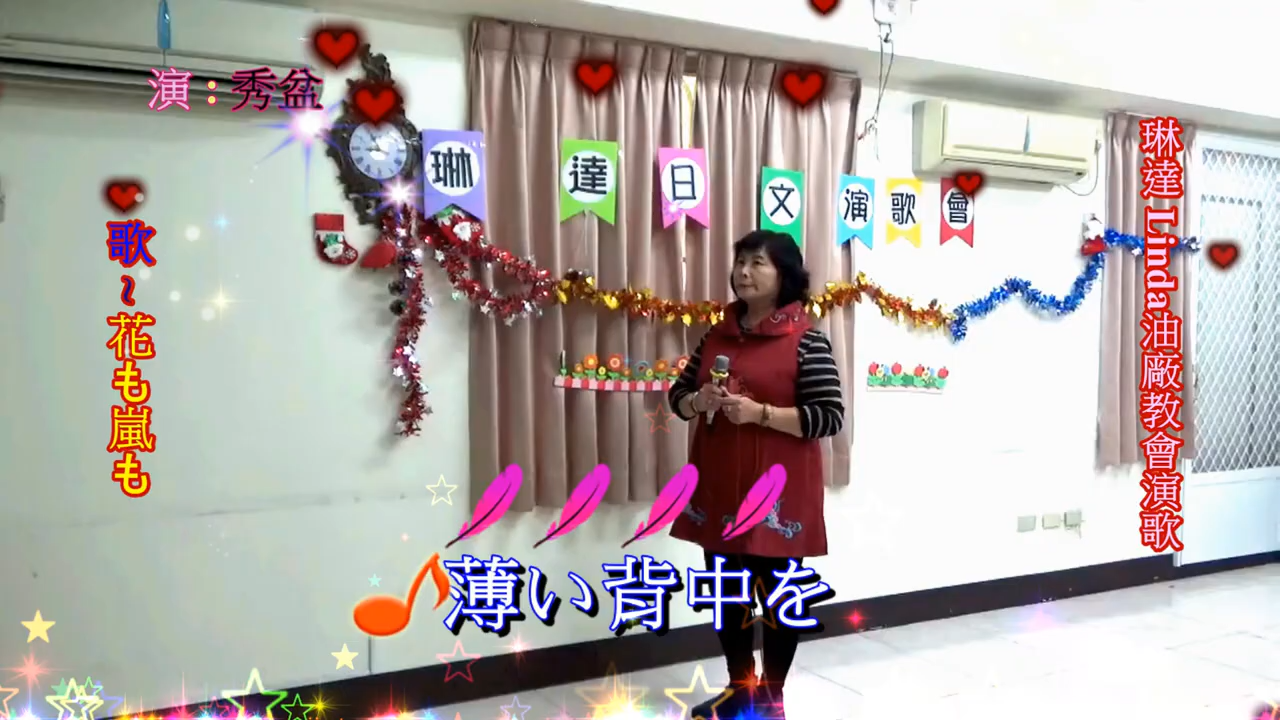 演：秀盆
琳達日文演歌會
歌~花も嵐も
琳達Linda油廠教會演歌
薄い背中を